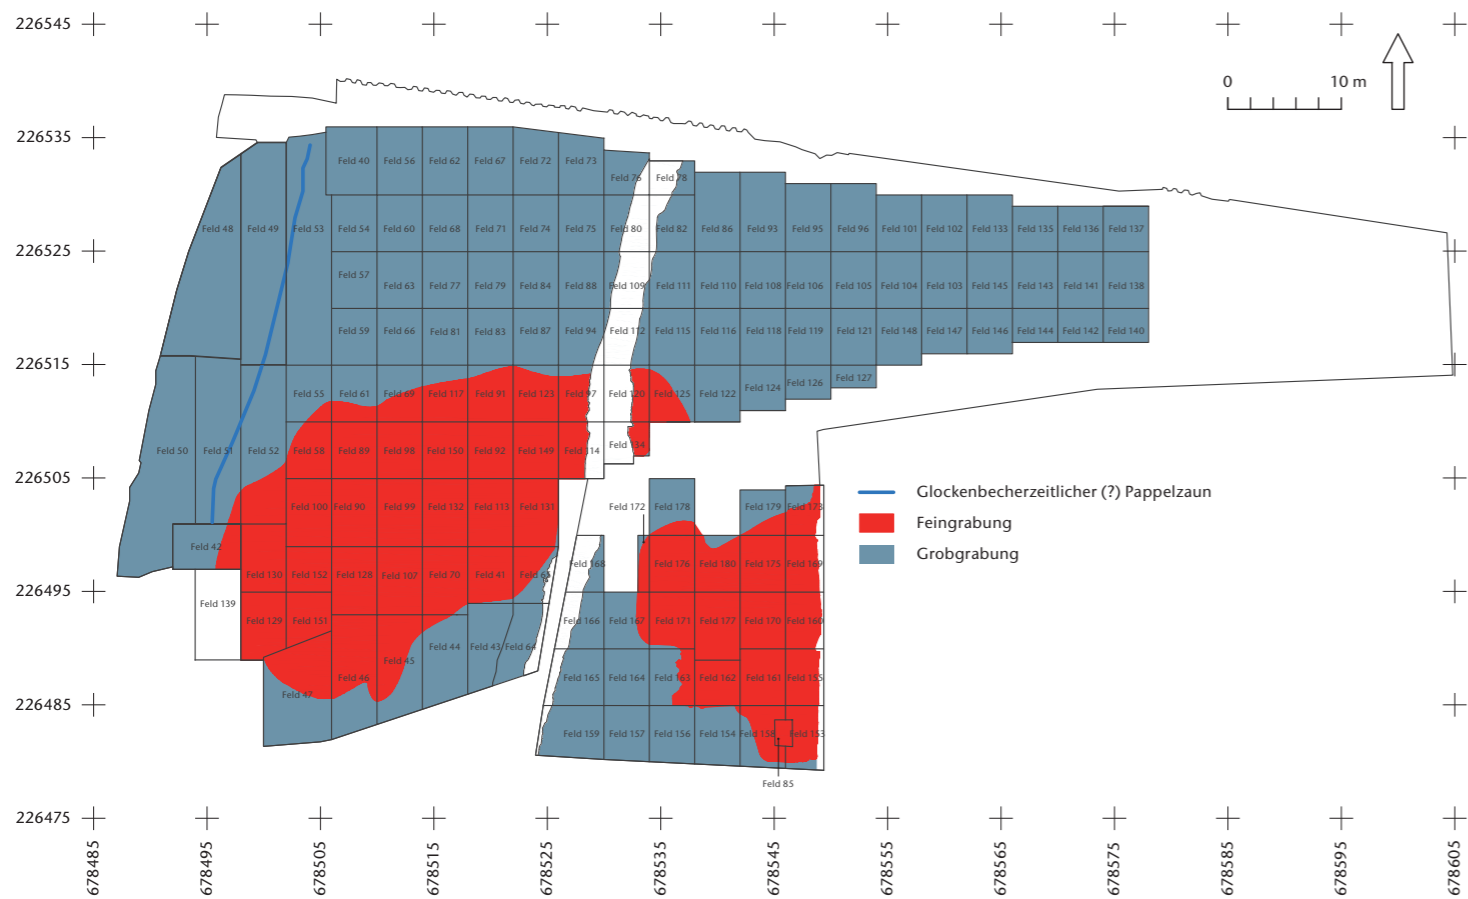 226545
0 10 m
226535
Feld 40 Feld 56 Feld 62 Feld 67 Feld 72 Feld 73
Feld 76 Feld 78
226525
Feld 48 Feld 49 Feld 53 Feld 54 Feld 60 Feld 68 Feld 71 Feld 74 Feld 75 Feld 80 Feld 82 Feld 86 Feld 93 Feld 95 Feld 96 Feld 101 Feld 102 Feld 133 Feld 135 Feld 136 Feld 137
Feld 57 Feld 63 Feld 77 Feld 79 Feld 84 Feld 88 Feld 109 Feld 111 Feld 110 Feld 108 Feld 106 Feld 105 Feld 104 Feld 103 Feld 145 Feld 143 Feld 141 Feld 138
Feld 59 Feld 66 Feld 81 Feld 83 Feld 87 Feld 94 Feld 112 Feld 115 Feld 116 Feld 118 Feld 119 Feld 121 Feld 148 Feld 147 Feld 146 Feld 144 Feld 142 Feld 140
226515
Feld 55 Feld 61 Feld 69 Feld 117 Feld 91 Feld 123 Feld 97 Feld 120 Feld 125 Feld 122 Feld 124 Feld 126 Feld 127
Feld 50 Feld 51 Feld 52 Feld 58 Feld 89 Feld 98 Feld 150 Feld 92 Feld 149 Feld 114 Feld 134
226505
Feld 100 Feld 90 Feld 99 Feld 132 Feld 113 Feld 131 Feld 172 Feld 178 Feld 179 Feld 173
Glockenbecherzeitlicher (?) Pappelzaun
Feingrabung
Grobgrabung
Feld 42
Feld 130 Feld 152 Feld 128 Feld 107 Feld 70 Feld 41 Feld 65 Feld 168 Feld 176 Feld 180 Feld 175 Feld 169
226495
Feld 139
Feld 129 Feld 151 Feld 166 Feld 167 Feld 171 Feld 177 Feld 170 Feld 160
Feld 45 Feld 44 Feld 43 Feld 64
Feld 47 Feld 46 Feld 165 Feld 164 Feld 163 Feld 162 Feld 161 Feld 155
226485
Feld 159 Feld 157 Feld 156 Feld 154 Feld 158 Feld 153
Feld 85
226475
678485 678495 678505 678515 678525 678535 678545 678555 678565 678575 678585 678595 678605